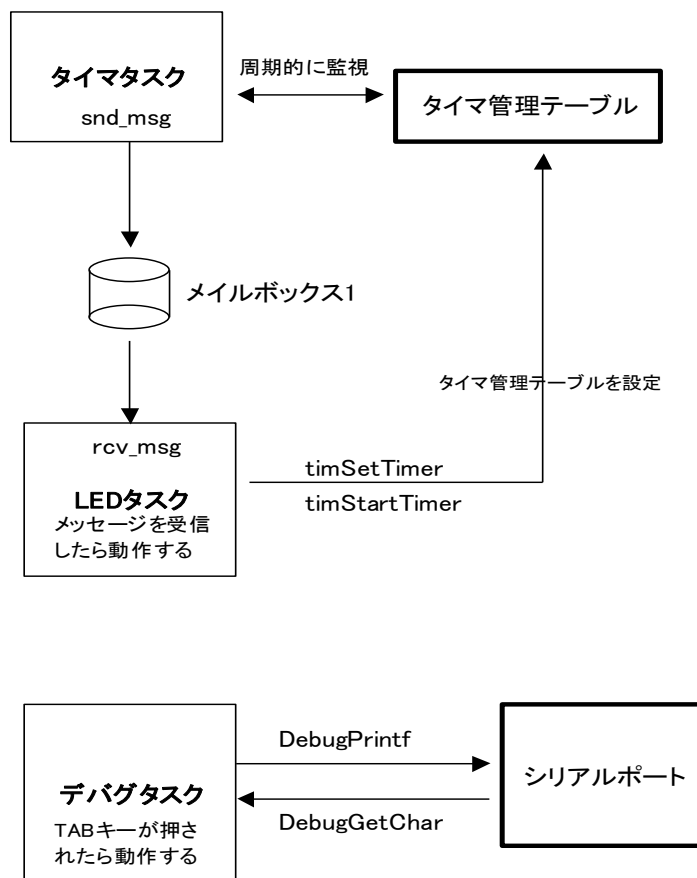 タイマタスク
snd_msg
周期的に監視
タイマ管理テーブル
メイルボックス1
タイマ管理テーブルを設定
rcv_msg
LEDタスク
メッセージを受信
したら動作する
timSetTimer
timStartTimer
デバグタスク
TABキーが押さ
れたら動作する
DebugPrintf
DebugGetChar
シリアルポート